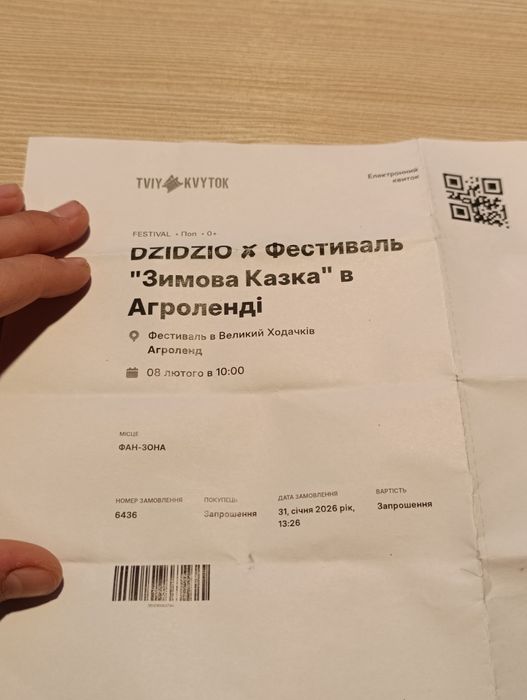 TVIY KVYTOK
Електронний
квиток
FESTIVAL • Поп • 0+
DZIDZIO X Фестиваль
"Зимова Казка" в
Агроленді
Фестиваль в Великий Ходачків
Агроленд
08 лютого в 10:00
МІСЦЕ
ФАН-ЗОНА
НОМЕР ЗАМОВЛЕННЯ
6436
ПОКУПЕЦЬ
Запрошення
ДАТА ЗАМОВЛЕННЯ
31, січня 2026 рік,
13:26
ВАРТІСТЬ
Запрошення